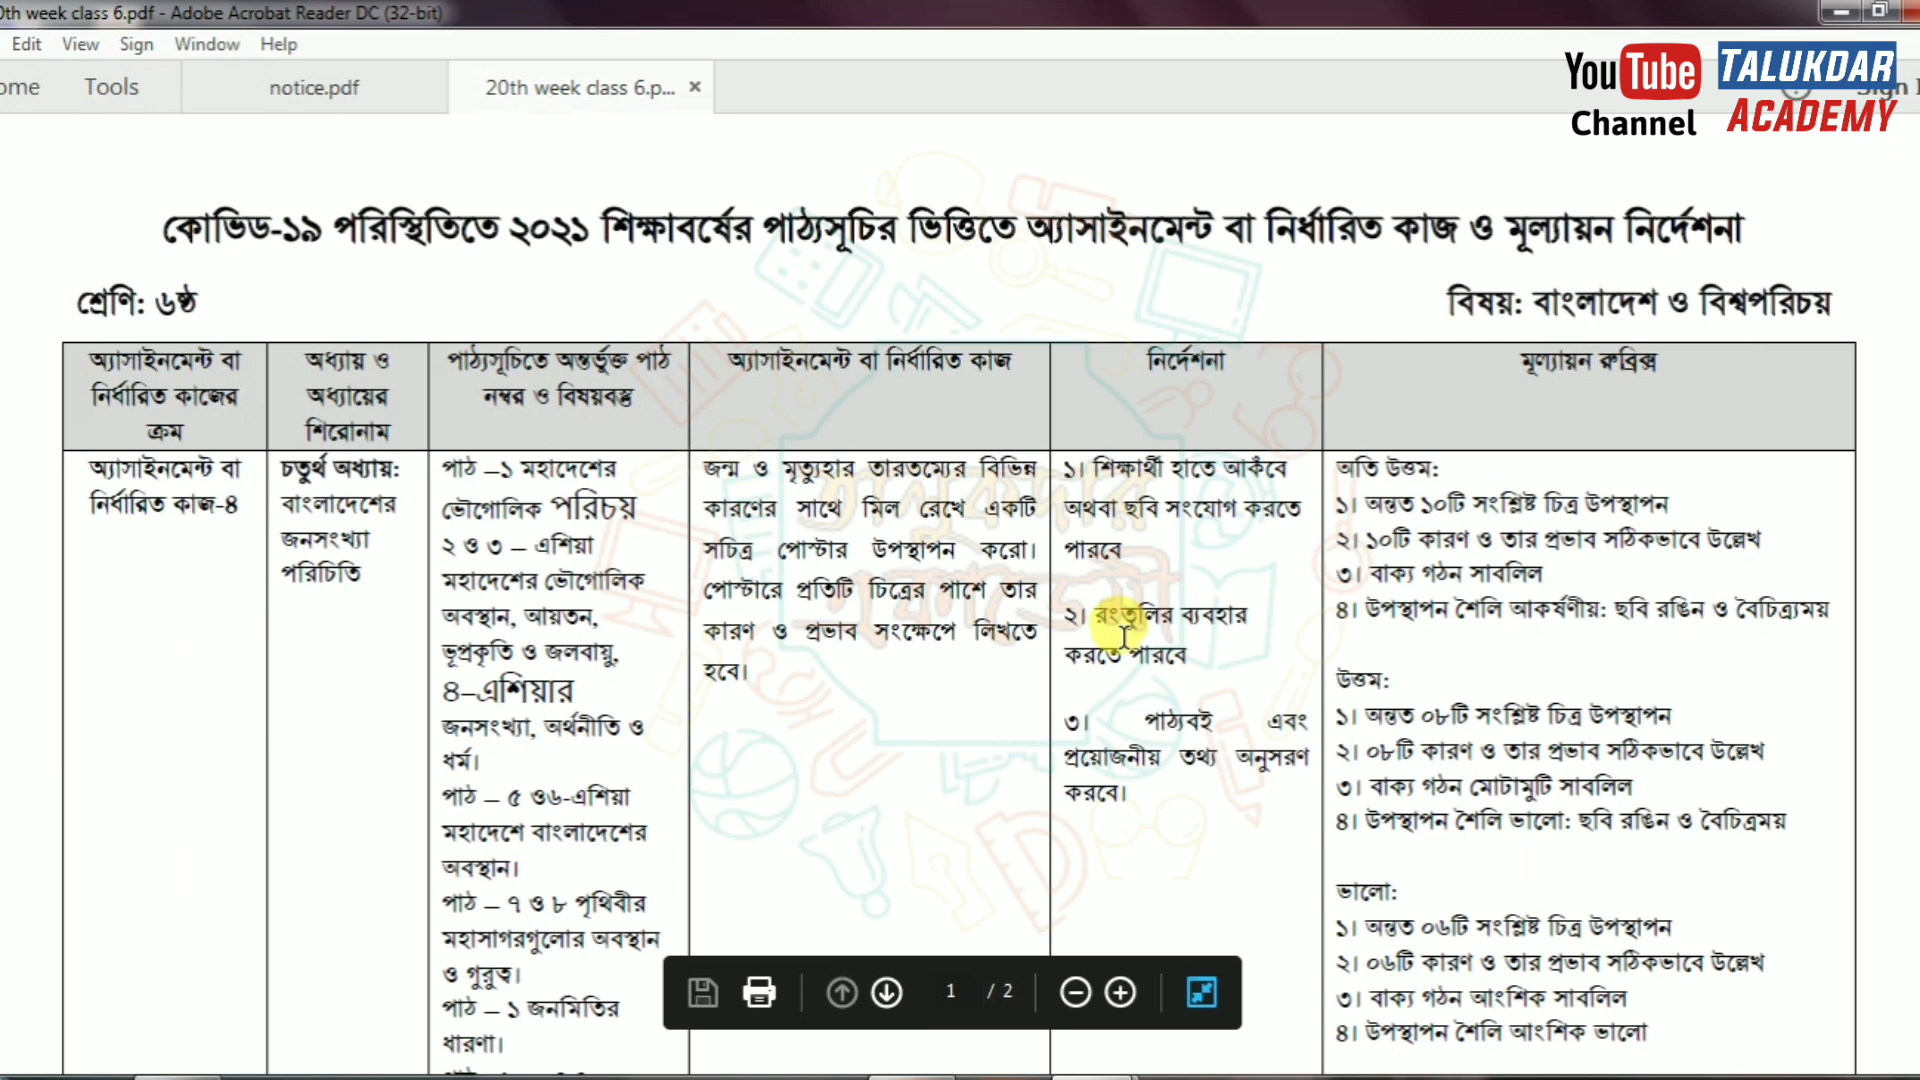 0th week class 6.pdf - Adobe Acrobat Reader DC (32-bit)
Edit View Sign Window Help
ome Tools notice.pdf 20th week class 6.p... ×
YouTube Channel
TALUKDAR
ACADEMY
কোভিড-১৯ পরিস্থিতিতে ২০২১ শিক্ষাবর্ষের পাঠ্যসূচির ভিত্তিতে অ্যাসাইনমেন্ট বা নির্ধারিত কাজ ও মূল্যায়ন নির্দেশনা
শ্রেণি: ৬ষ্ঠ
বিষয়: বাংলাদেশ ও বিশ্বপরিচয়
অ্যাসাইনমেন্ট বা
নির্ধারিত কাজের
ক্রম
অধ্যায় ও
অধ্যায়ের
শিরোনাম
পাঠ্যসূচিতে অন্তর্ভুক্ত পাঠ
নম্বর ও বিষয়বস্তু
অ্যাসাইনমেন্ট বা নির্ধারিত কাজ
নির্দেশনা
মূল্যায়ন রুব্রিক্স
অ্যাসাইনমেন্ট বা
নির্ধারিত কাজ-৪
চতুর্থ অধ্যায়:
বাংলাদেশের
জনসংখ্যা
পরিচিতি
পাঠ –১ মহাদেশের
ভৌগোলিক পরিচয়
২ ও ৩ – এশিয়া
মহাদেশের ভৌগোলিক
অবস্থান, আয়তন,
ভূপ্রকৃতি ও জলবায়ু,
৪–এশিয়ার
জনসংখ্যা, অর্থনীতি ও
ধর্ম।
পাঠ – ৫ ও৬-এশিয়া
মহাদেশে বাংলাদেশের
অবস্থান।
পাঠ – ৭ ও ৮ পৃথিবীর
মহাসাগরগুলোর অবস্থান
ও গুরুত্ব।
পাঠ – ১ জনমিতির
ধারণা।
জন্ম ও মৃত্যুহার তারতম্যের বিভিন্ন
কারণের সাথে মিল রেখে একটি
সচিত্র পোস্টার উপস্থাপন করো।
পোস্টারে প্রতিটি চিত্রের পাশে তার
কারণ ও প্রভাব সংক্ষেপে লিখতে
হবে।
১। শিক্ষার্থী হাতে আকঁবে
অথবা ছবি সংযোগ করতে
পারবে
২। রংতুলির ব্যবহার
করতে পারবে
৩। পাঠ্যবই এবং
প্রয়োজনীয় তথ্য অনুসরণ
করবে।
অতি উত্তম:
১। অন্তত ১০টি সংশ্লিষ্ট চিত্র উপস্থাপন
২। ১০টি কারণ ও তার প্রভাব সঠিকভাবে উল্লেখ
৩। বাক্য গঠন সাবলিল
৪। উপস্থাপন শৈলি আকর্ষণীয়: ছবি রঙিন ও বৈচিত্র্যময়
উত্তম:
১। অন্তত ০৮টি সংশ্লিষ্ট চিত্র উপস্থাপন
২। ০৮টি কারণ ও তার প্রভাব সঠিকভাবে উল্লেখ
৩। বাক্য গঠন মোটামুটি সাবলিল
৪। উপস্থাপন শৈলি ভালো: ছবি রঙিন ও বৈচিত্রময়
ভালো:
১। অন্তত ০৬টি সংশ্লিষ্ট চিত্র উপস্থাপন
২। ০৬টি কারণ ও তার প্রভাব সঠিকভাবে উল্লেখ
৩। বাক্য গঠন আংশিক সাবলিল
৪। উপস্থাপন শৈলি আংশিক ভালো
তালুকদার
একাডেমী
1 / 2